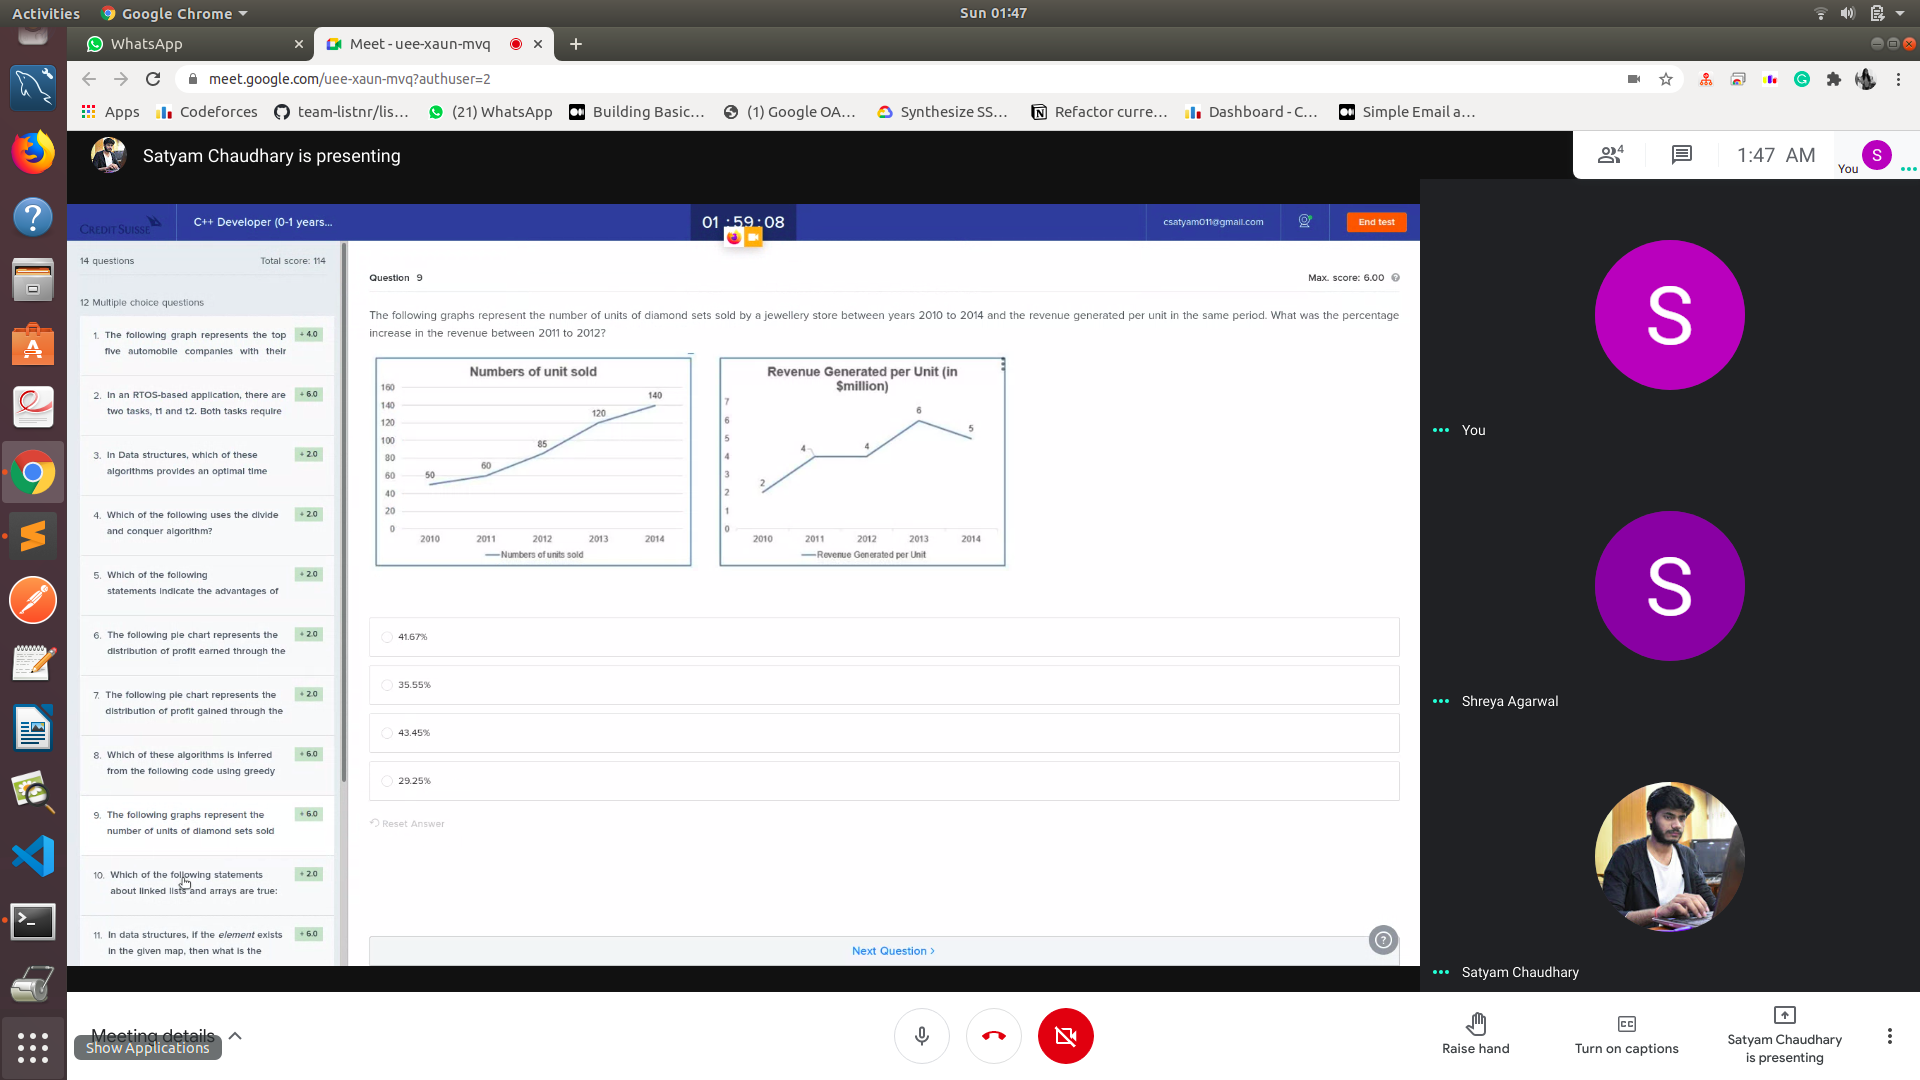 Activities
Google Chrome
Sun 01:47
WhatsApp
Meet - uee-xaun-mvq
meet.google.com/uee-xaun-mvq?authuser=2
Apps
Codeforces
team-listnr/lis...
(21) WhatsApp
Building Basic...
(1) Google OA...
Synthesize SS...
Refactor curre...
Dashboard - C...
Simple Email a...
Satyam Chaudhary is presenting
4
1:47 AM
You
S
CREDIT SUISSE
C++ Developer (0-1 years...
01 :59:08
csatyam011@gmail.com
End test
14 questions
Total score: 114
12 Multiple choice questions
1. The following graph represents the top
five automobile companies with their
+ 4.0
2. In an RTOS-based application, there are
two tasks, t1 and t2. Both tasks require
+ 6.0
3. In Data structures, which of these
algorithms provides an optimal time
+ 2.0
4. Which of the following uses the divide
and conquer algorithm?
+ 2.0
5. Which of the following
statements indicate the advantages of
+ 2.0
6. The following pie chart represents the
distribution of profit earned through the
+ 2.0
7. The following pie chart represents the
distribution of profit gained through the
+ 2.0
8. Which of these algorithms is inferred
from the following code using greedy
+ 6.0
9. The following graphs represent the
number of units of diamond sets sold
+ 6.0
10. Which of the following statements
about linked lists and arrays are true:
+ 2.0
11. In data structures, if the element exists
in the given map, then what is the
+ 6.0
Question 9
Max. score: 6.00
The following graphs represent the number of units of diamond sets sold by a jewellery store between years 2010 to 2014 and the revenue generated per unit in the same period. What was the percentage
increase in the revenue between 2011 to 2012?
Numbers of unit sold
160
140
120
100
80
60
40
20
0
50
60
85
120
140
2010
2011
2012
2013
2014
Numbers of units sold
Revenue Generated per Unit (in
$million)
7
6
5
4
3
2
1
0
2
4
4
6
5
2010
2011
2012
2013
2014
Revenue Generated per Unit
41.67%
35.55%
43.45%
29.25%
Reset Answer
Next Question >
?
S
You
S
Shreya Agarwal
Satyam Chaudhary
Meeting details
Show Applications
Raise hand
Turn on captions
Satyam Chaudhary
is presenting